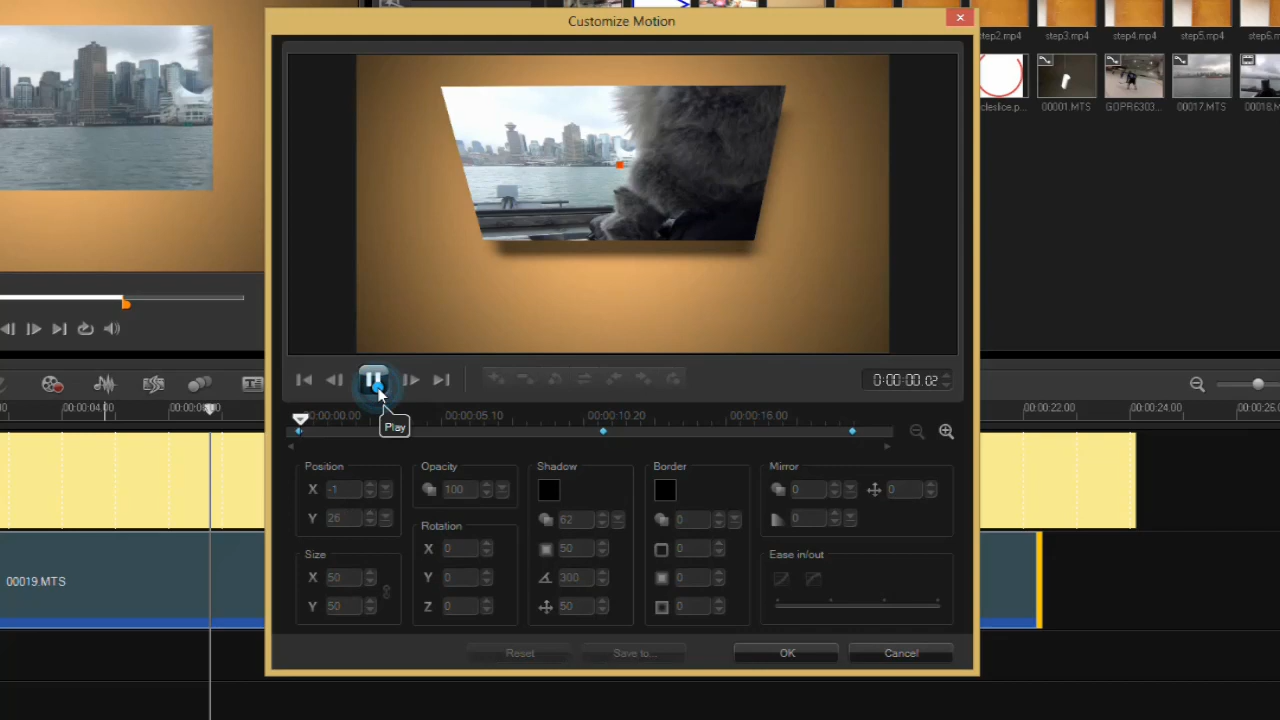 Customize Motion
step2.mp4
step3.mp4
step4.mp4
step5.mp4
step6.m
cleslice.p...
00001.MTS
GOPR6303...
00017.MTS
00018.M
0:00:00.02
Play
00:00:04.00
00:00:00.00
00:00:05.10
00:00:10.20
00:00:16.00
00:00:22.00
00:00:24.00
00:00:26.0
Position
X -1
Y 26
Opacity
100
Shadow
62
50
300
50
Border
0
0
0
0
Mirror
0
0
0
Rotation
X 0
Y 0
Z 0
Size
X 50
Y 50
Ease in/out
00019.MTS
Reset
Save to...
OK
Cancel